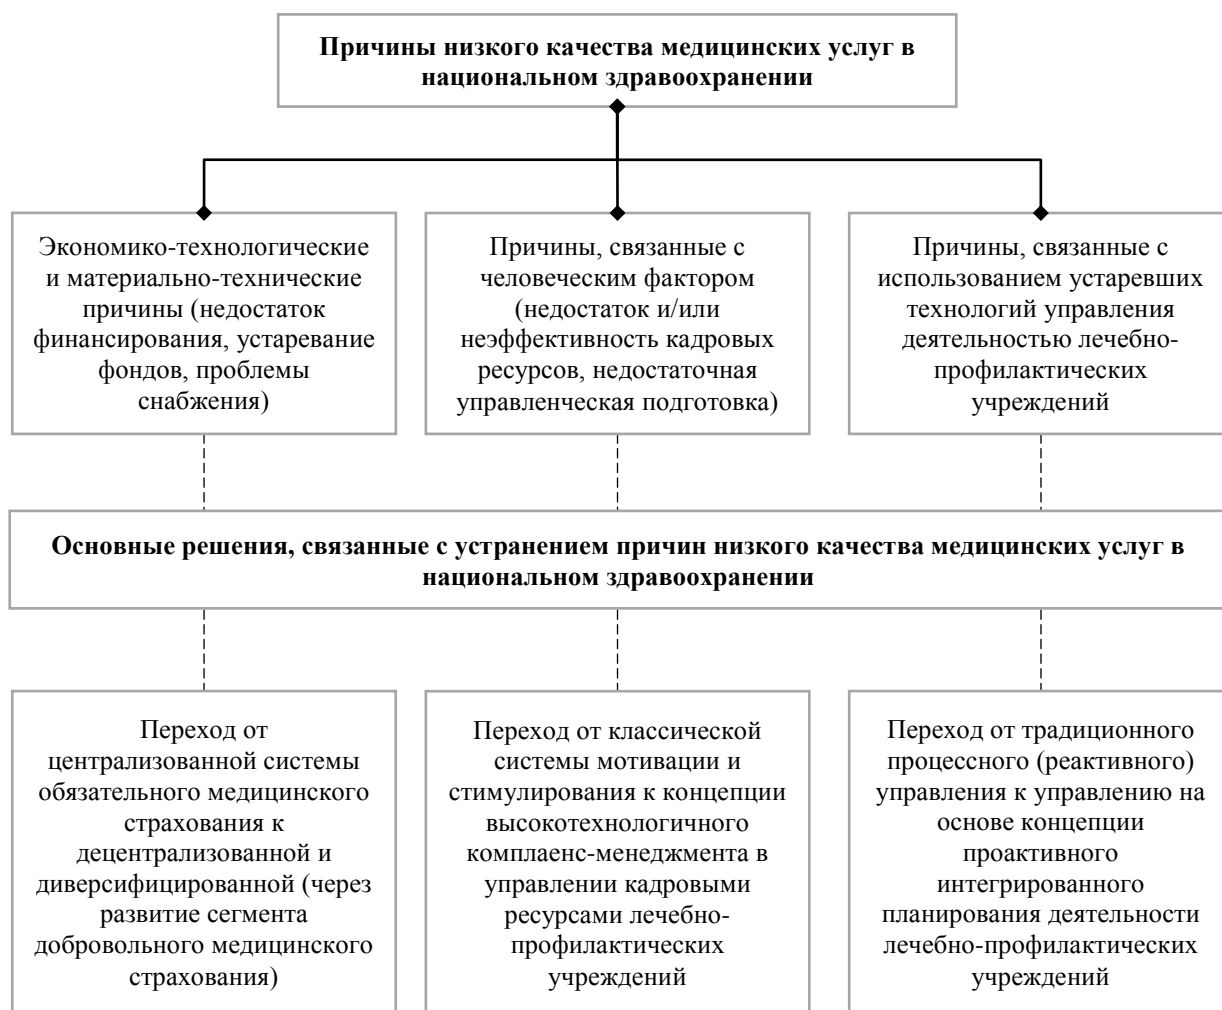 Причины низкого качества медицинских услуг в
национальном здравоохранении
Экономико-технологические
и материально-технические
причины (недостаток
финансирования, устаревание
фондов, проблемы
снабжения)
Причины, связанные с
человеческим фактором
(недостаток и/или
неэффективность кадровых
ресурсов, недостаточная
управленческая подготовка)
Причины, связанные с
использованием устаревших
технологий управления
деятельностью лечебно-
профилактических
учреждений
Основные решения, связанные с устранением причин низкого качества медицинских услуг в
национальном здравоохранении
Переход от
централизованной системы
обязательного медицинского
страхования к
децентрализованной и
диверсифицированной (через
развитие сегмента
добровольного медицинского
страхования)
Переход от классической
системы мотивации и
стимулирования к концепции
высокотехнологичного
комплаенс-менеджмента в
управлении кадровыми
ресурсами лечебно-
профилактических
учреждений
Переход от традиционного
процессного (реактивного)
управления к управлению на
основе концепции
проактивного
интегрированного
планирования деятельности
лечебно-профилактических
учреждений